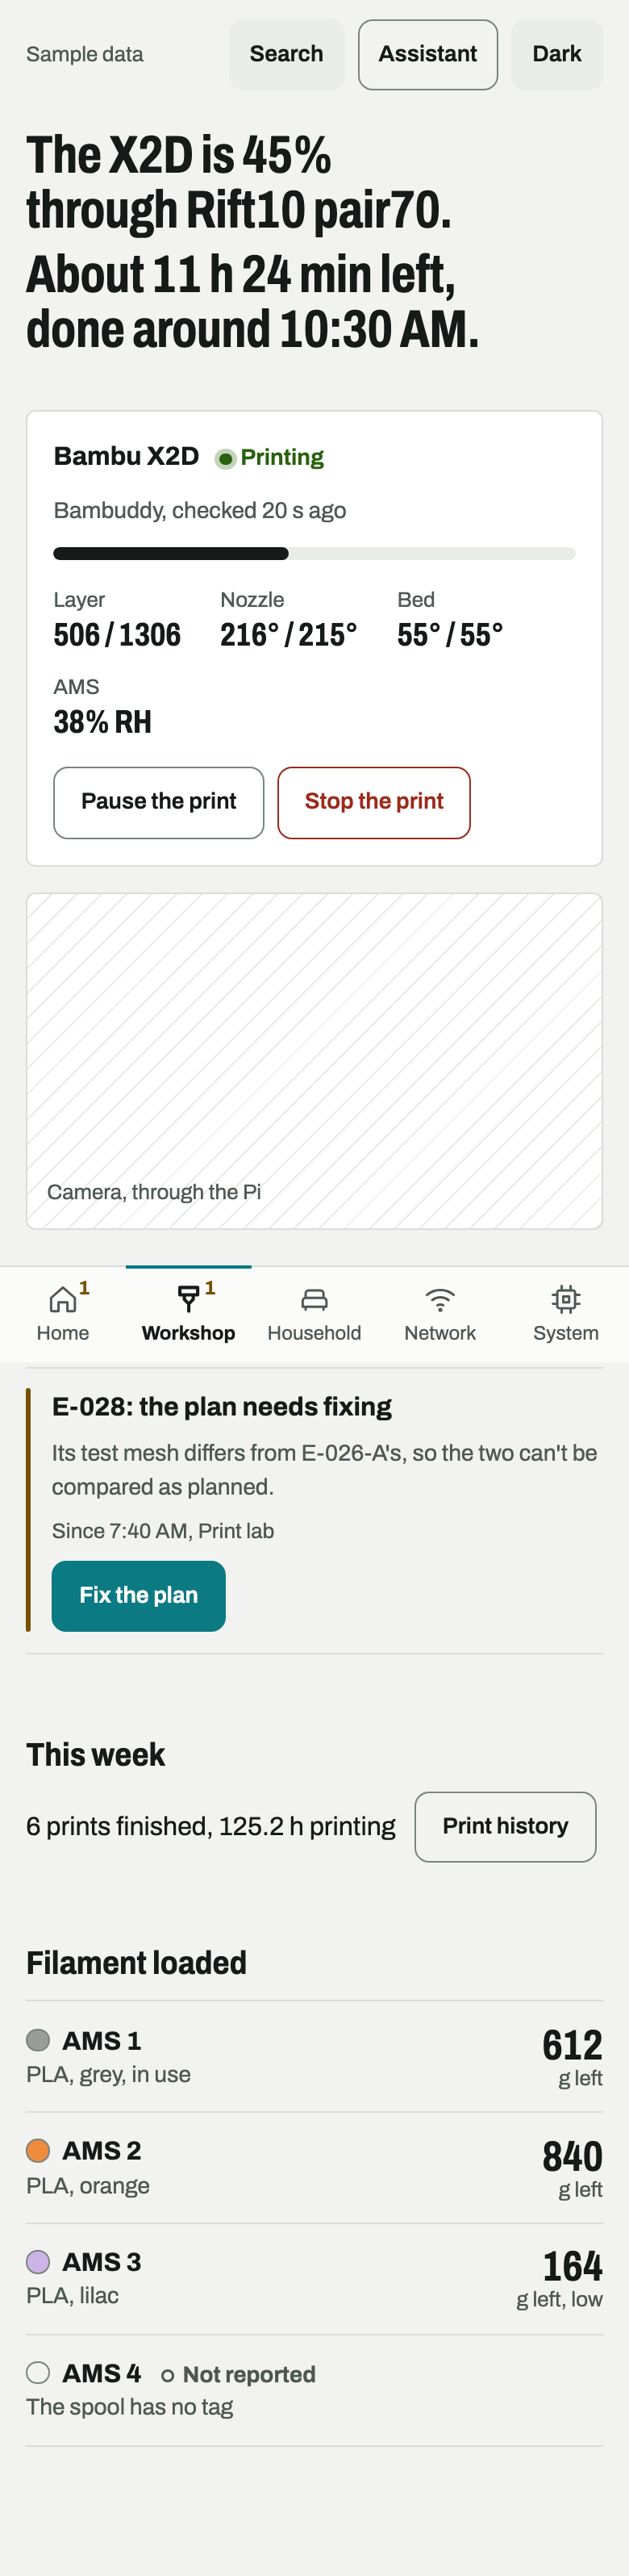 Sample data
Search
Assistant
Dark
The X2D is 45%
through Rift10 pair70.
About 11 h 24 min left,
done around 10:30 AM.
Bambu X2D
Printing
Bambuddy, checked 20 s ago
Layer
Nozzle
Bed
506 / 1306
216° / 215°
55° / 55°
AMS
38% RH
Pause the print
Stop the print
Camera, through the Pi
1
1
Home
Workshop
Household
Network
System
E-028: the plan needs fixing
Its test mesh differs from E-026-A's, so the two can't be
compared as planned.
Since 7:40 AM, Print lab
Fix the plan
This week
6 prints finished, 125.2 h printing
Print history
Filament loaded
AMS 1
612
PLA, grey, in use
g left
AMS 2
840
PLA, orange
g left
AMS 3
164
PLA, lilac
g left, low
AMS 4
Not reported
The spool has no tag